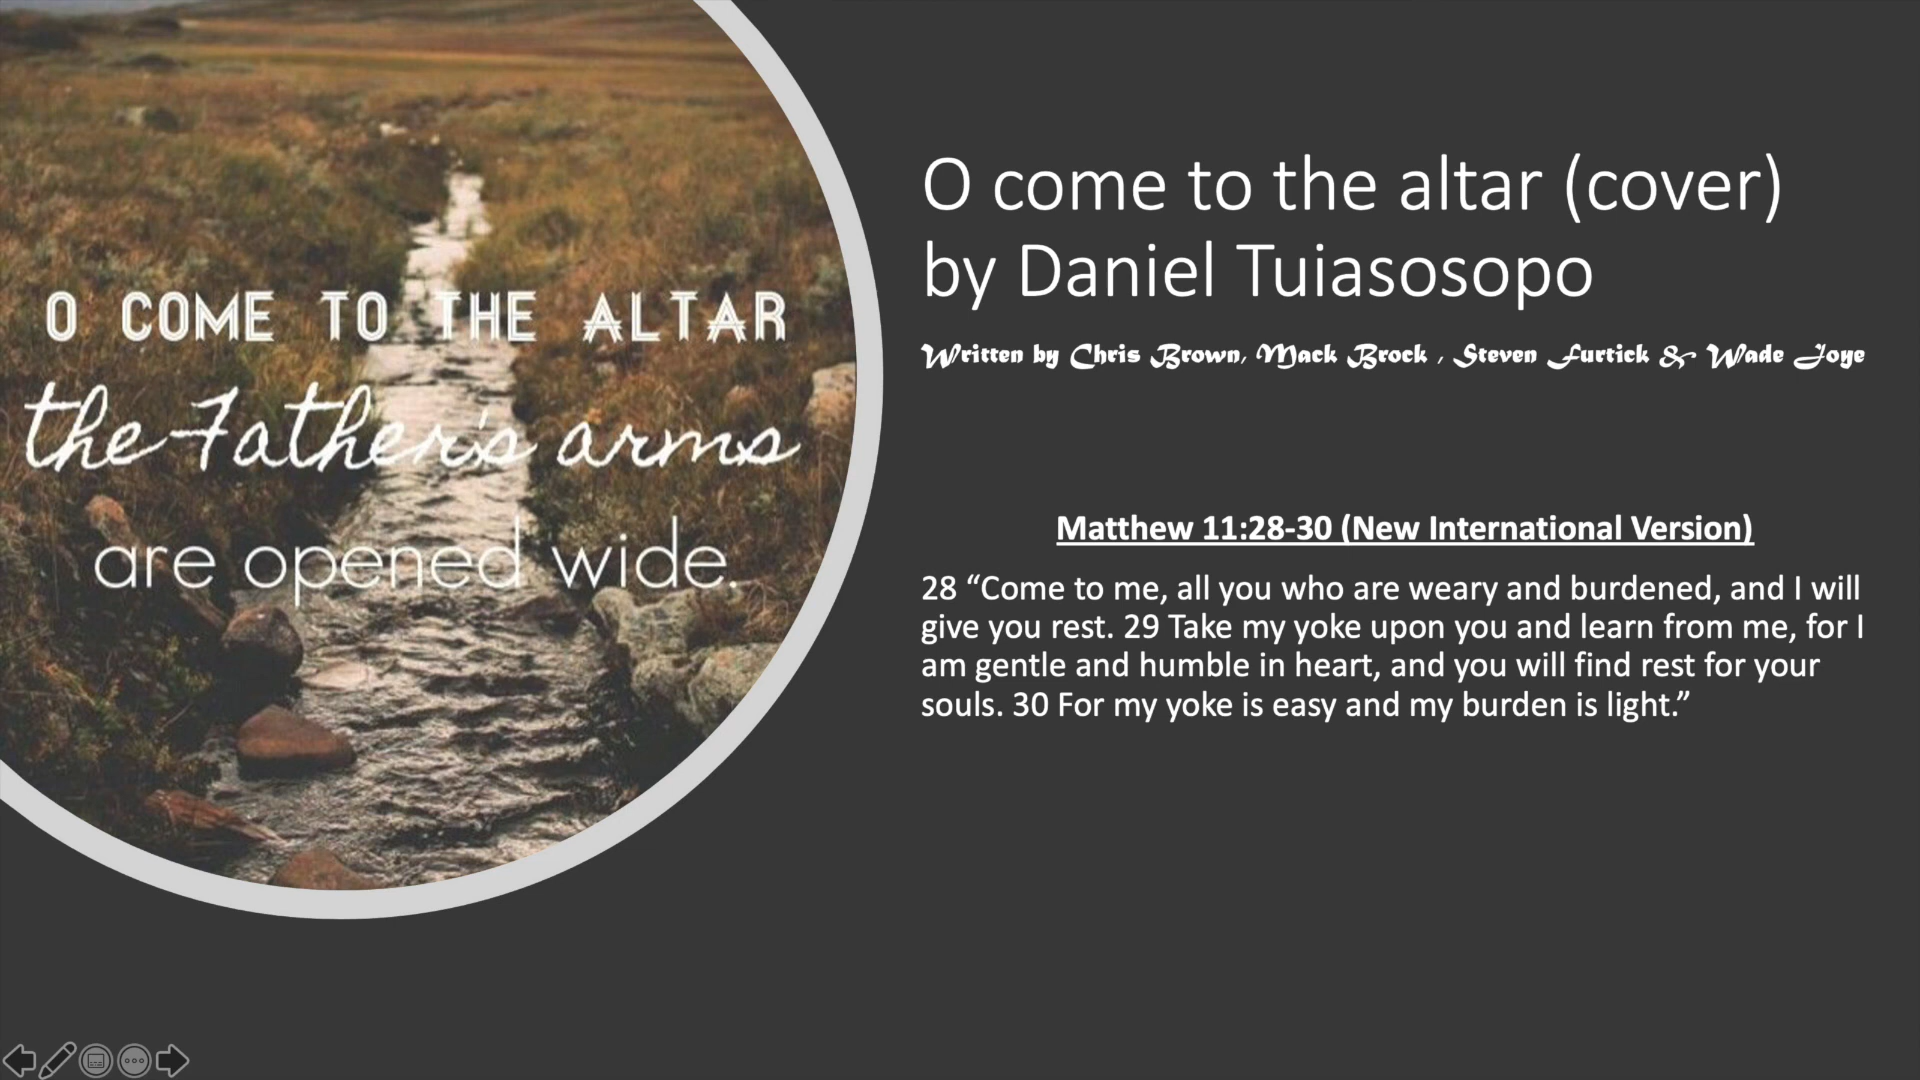 O COME TO THE ALTAR
the Father's arms
are opened wide.
O come to the altar (cover)
by Daniel Tuiasosopo
Written by Chris Brown, Mack Brock , Steven Furtick & Wade Joye
Matthew 11:28-30 (New International Version)
28 “Come to me, all you who are weary and burdened, and I will
give you rest. 29 Take my yoke upon you and learn from me, for I
am gentle and humble in heart, and you will find rest for your
souls. 30 For my yoke is easy and my burden is light.”